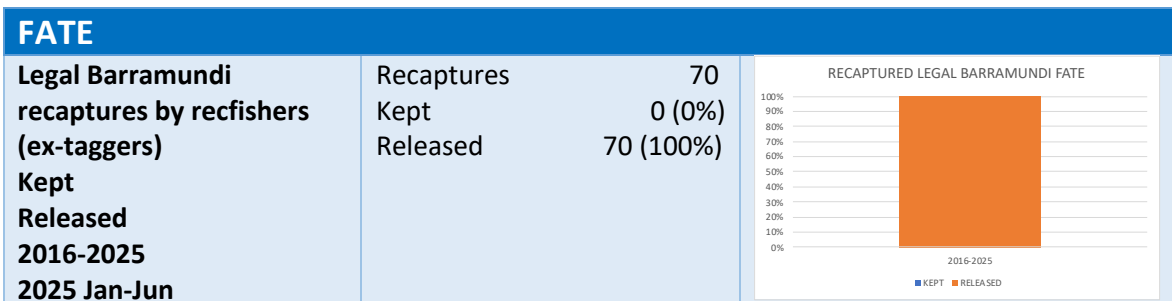 FATE
Legal Barramundi
recaptures by recfishers
(ex-taggers)
Kept
Released
2016-2025
2025 Jan-Jun
Recaptures 70
Kept 0 (0%)
Released 70 (100%)
RECAPTURED LEGAL BARRAMUNDI FATE
100%
90%
80%
70%
60%
50%
40%
30%
20%
10%
0%
2016-2025
KEPT RELEASED